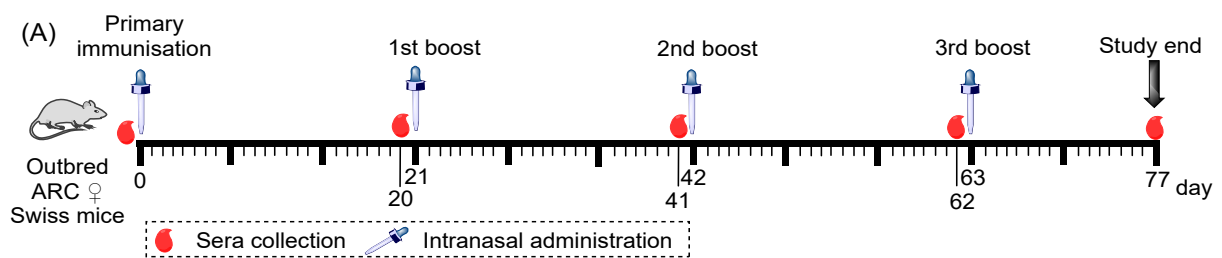 (A)
Primary
immunisation
1st boost
2nd boost
3rd boost
Study end
Outbred
ARC ♀
Swiss mice
0
20
21
41
42
62
63
77
day
Sera collection
Intranasal administration